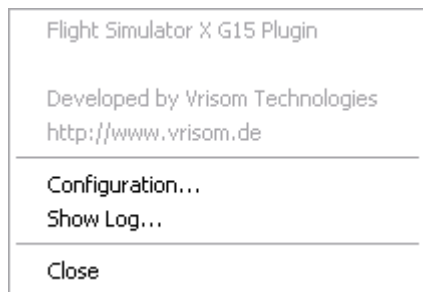 Flight Simulator X G15 Plugin
Developed by Vrisom Technologies
http://www.vrisom.de
Configuration...
Show Log...
Close